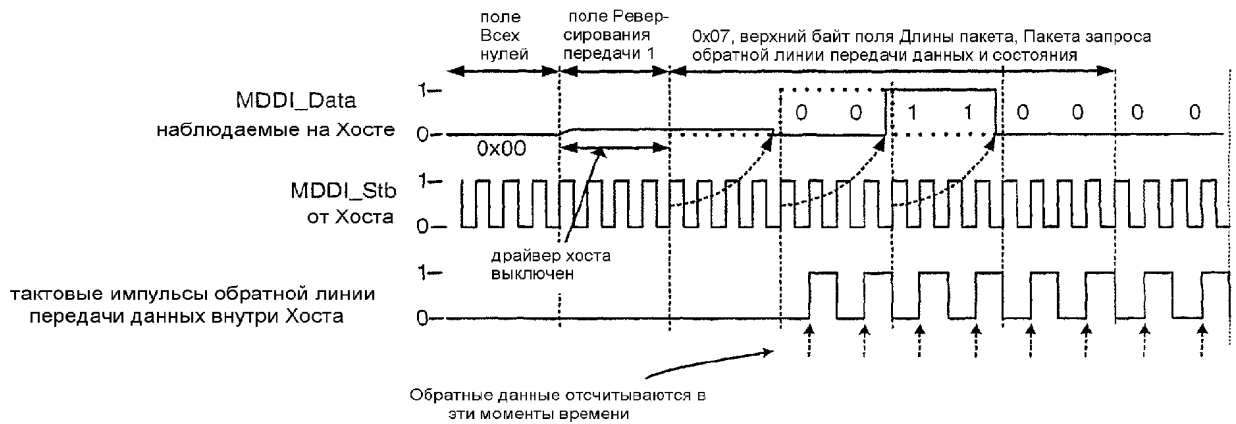 поле
Всех
нулей
поле Ревер-
сирования
передачи 1
0x07, верхний байт поля Длины пакета, Пакета запроса
обратной линии передачи данных и состояния
MDDI_Data
наблюдаемые на Хосте
1
0
0x00
0 0 1 1 0 0 0 0
MDDI_Stb
от Хоста
1
0
драйвер хоста
выключен
тактовые импульсы обратной линии
передачи данных внутри Хоста
1
0
Обратные данные отсчитываются в
эти моменты времени